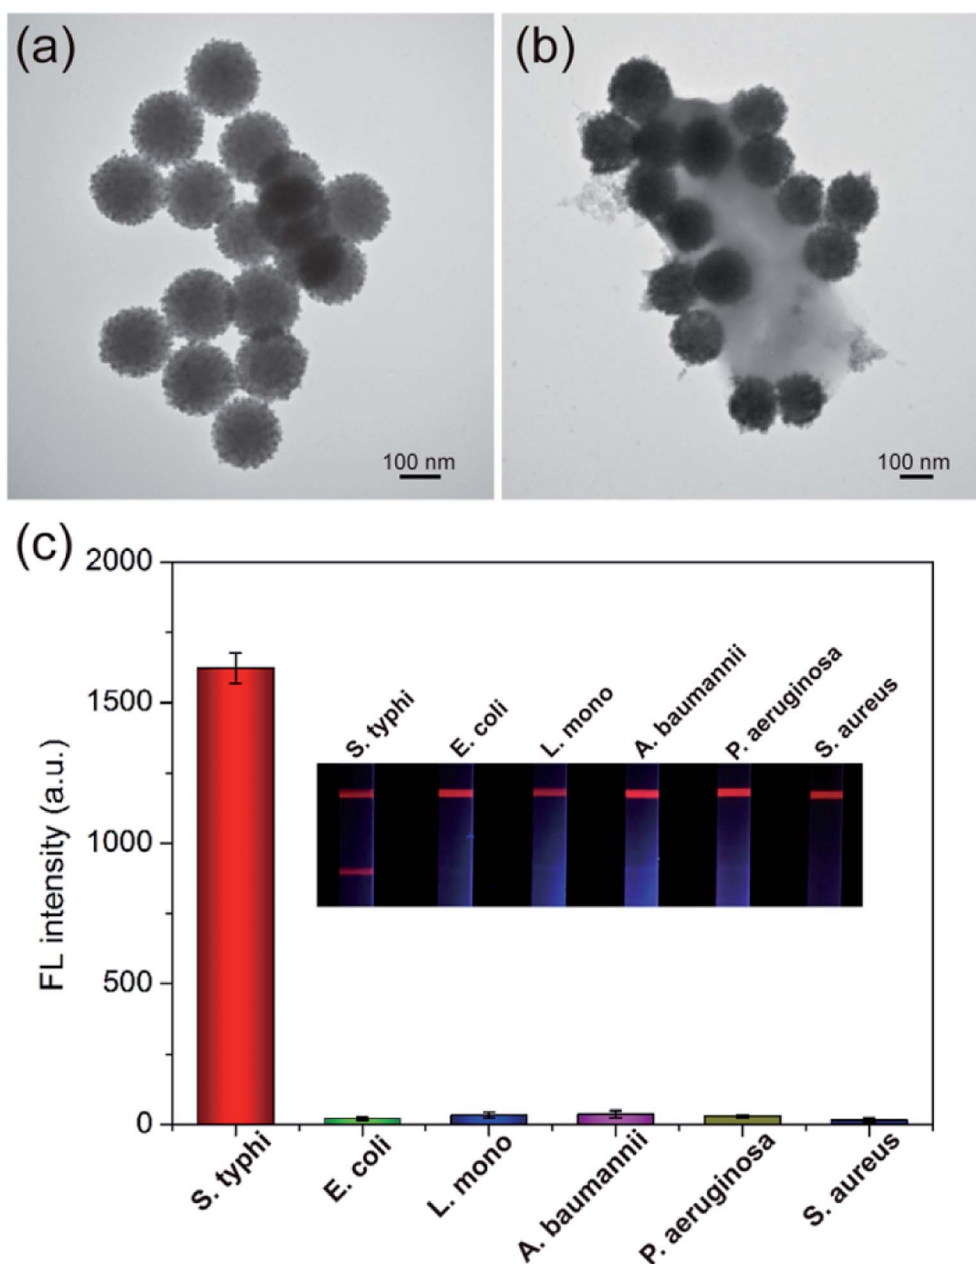 (a)
(b)
100 nm
100 nm
(c)
2000
1500
1000
500
0
FL intensity (a.u.)
S. typhi
E. coli
L. mono
A. baumannii
P. aeruginosa
S. aureus
S. typhi
E. coli
L. mono
A. baumannii
P. aeruginosa
S. aureus